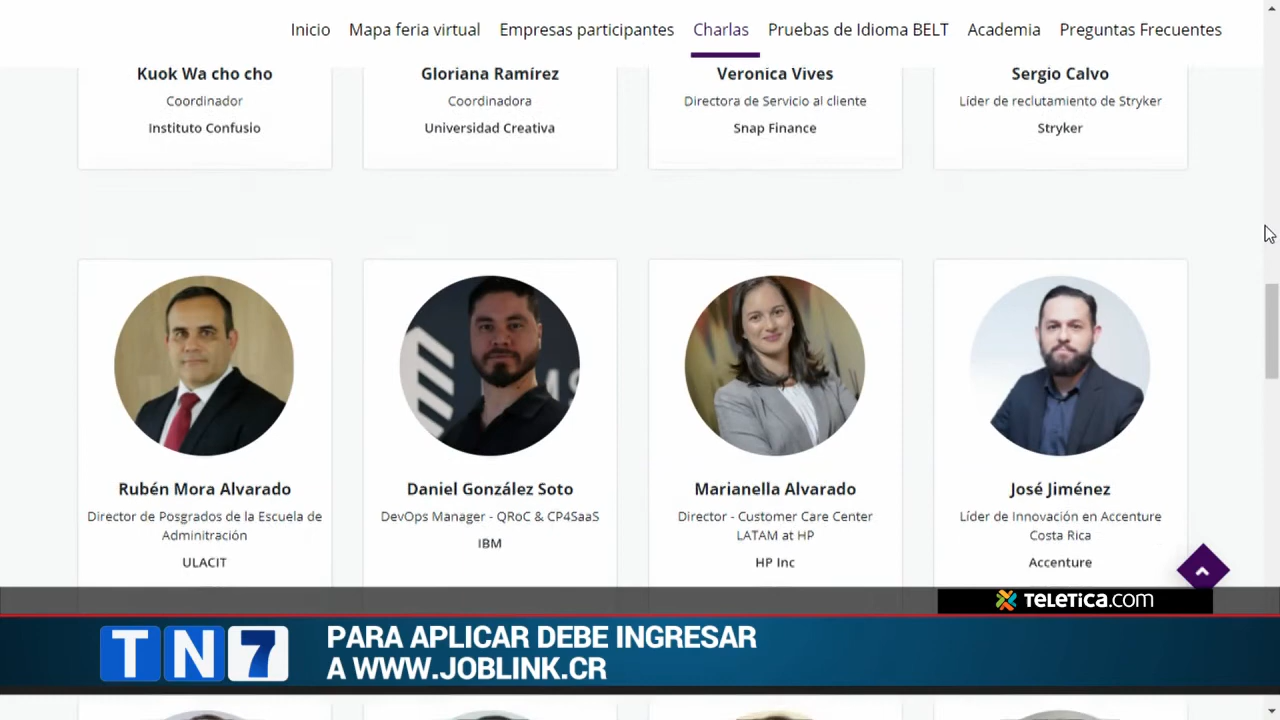 Inicio Mapa feria virtual Empresas participantes Charlas Pruebas de Idioma BELT Academia Preguntas Frecuentes
Kuok Wa cho cho
Coordinador
Instituto Confusio
Gloriana Ramírez
Coordinadora
Universidad Creativa
Veronica Vives
Directora de Servicio al cliente
Snap Finance
Sergio Calvo
Líder de reclutamiento de Stryker
Stryker
Rubén Mora Alvarado
Director de Posgrados de la Escuela de
Adminitración
ULACIT
Daniel González Soto
DevOps Manager - QRoC & CP4SaaS
IBM
Marianella Alvarado
Director - Customer Care Center
LATAM at HP
HP Inc
José Jiménez
Líder de Innovación en Accenture
Costa Rica
Accenture
TELETICA.com
TN7
PARA APLICAR DEBE INGRESAR
A WWW.JOBLINK.CR